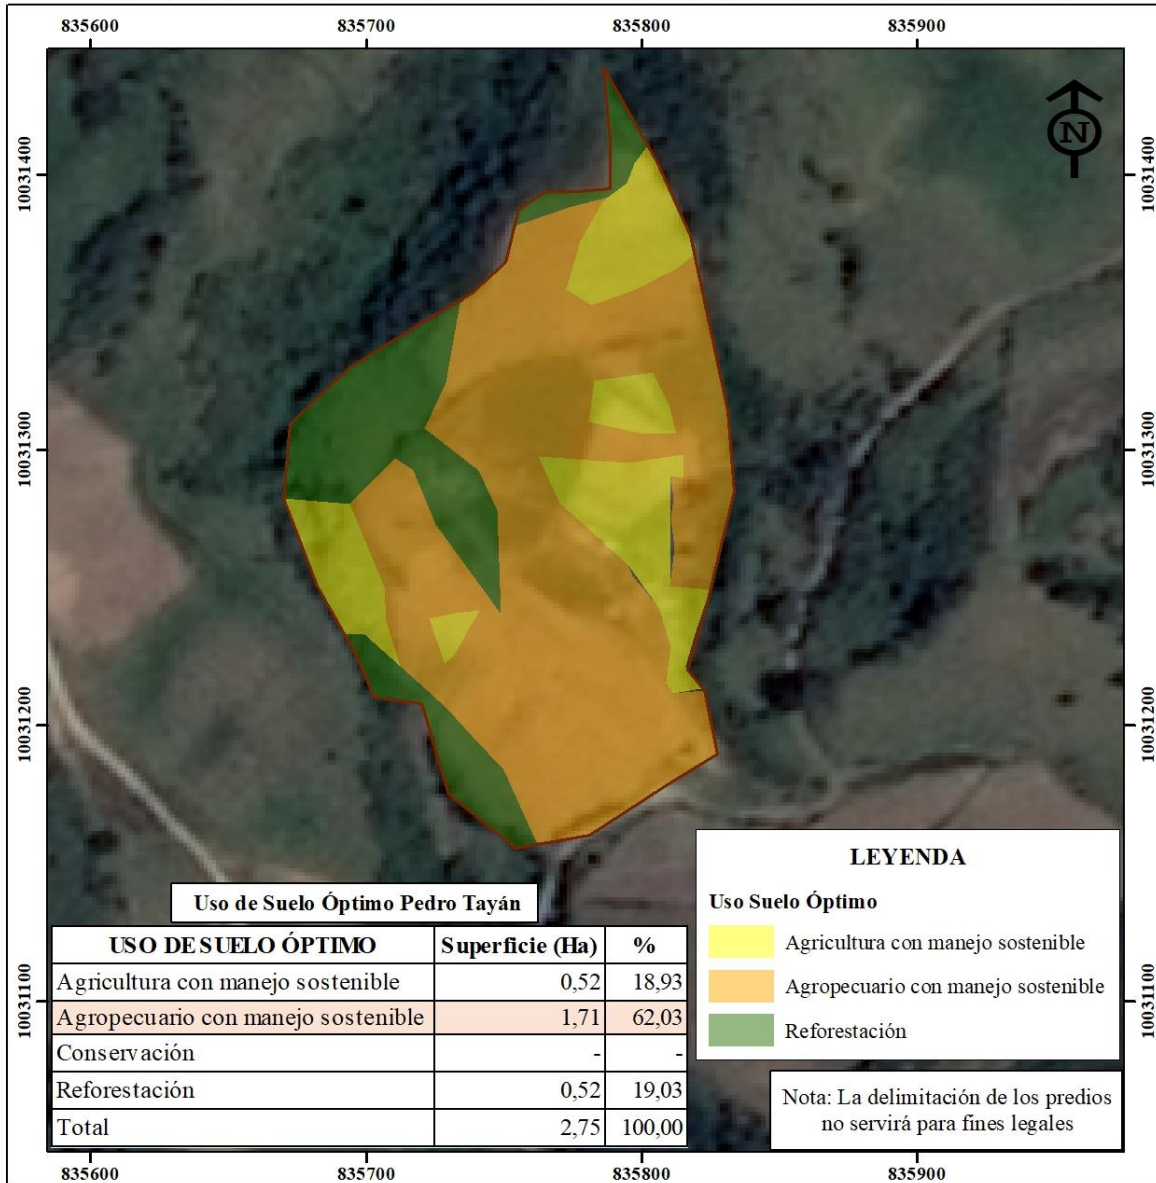 835600 835700 835800 835900
10031400 10031400
N
10031300 10031300
10031200 10031200
10031100 10031100
LEYENDA
Uso Suelo Óptimo
Agricultura con manejo sostenible
Agropecuario con manejo sostenible
Reforestación
Uso de Suelo Óptimo Pedro Tayán
USO DE SUELO ÓPTIMO Superficie (Ha) %
Agricultura con manejo sostenible 0,52 18,93
Agropecuario con manejo sostenible 1,71 62,03
Conservación - -
Reforestación 0,52 19,03
Total 2,75 100,00
Nota: La delimitación de los predios
no servirá para fines legales
835600 835700 835800 835900